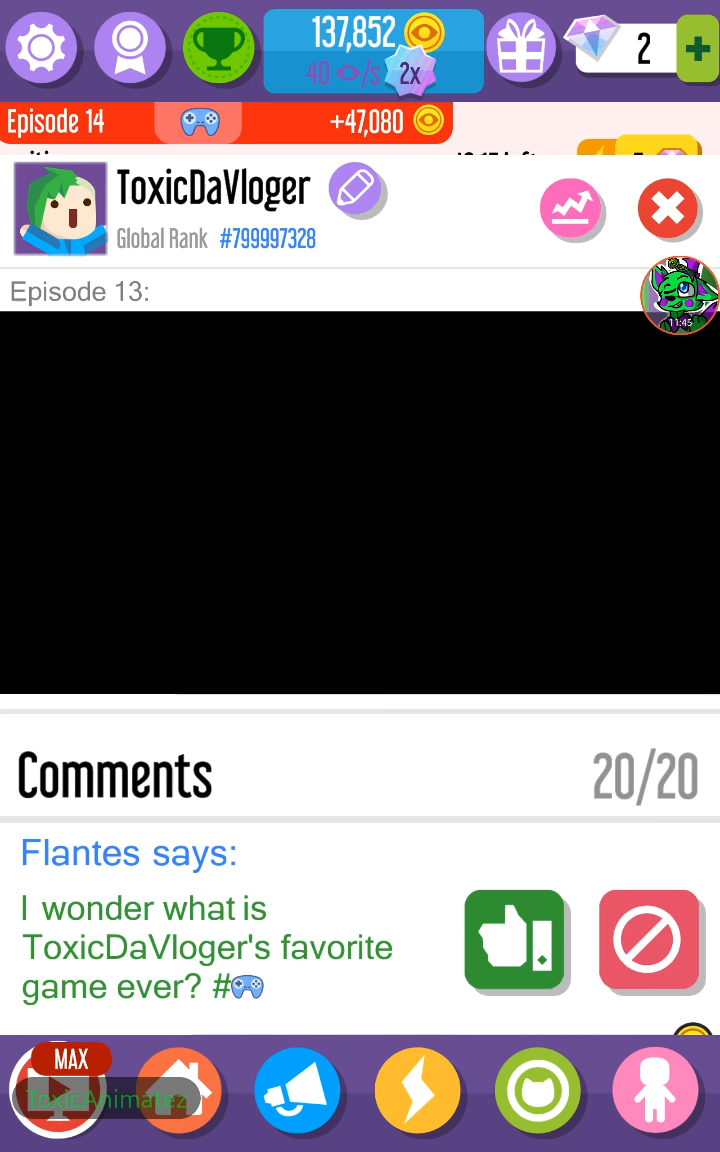 137,852
40 /s 2x
2
Episode 14
+47,080
ToxicDaVloger
Global Rank #799997328
Episode 13:
11:45
Comments
20/20
Flantes says:
I wonder what is
ToxicDaVloger's favorite
game ever? #🎮
MAX
ToxicAnimatez